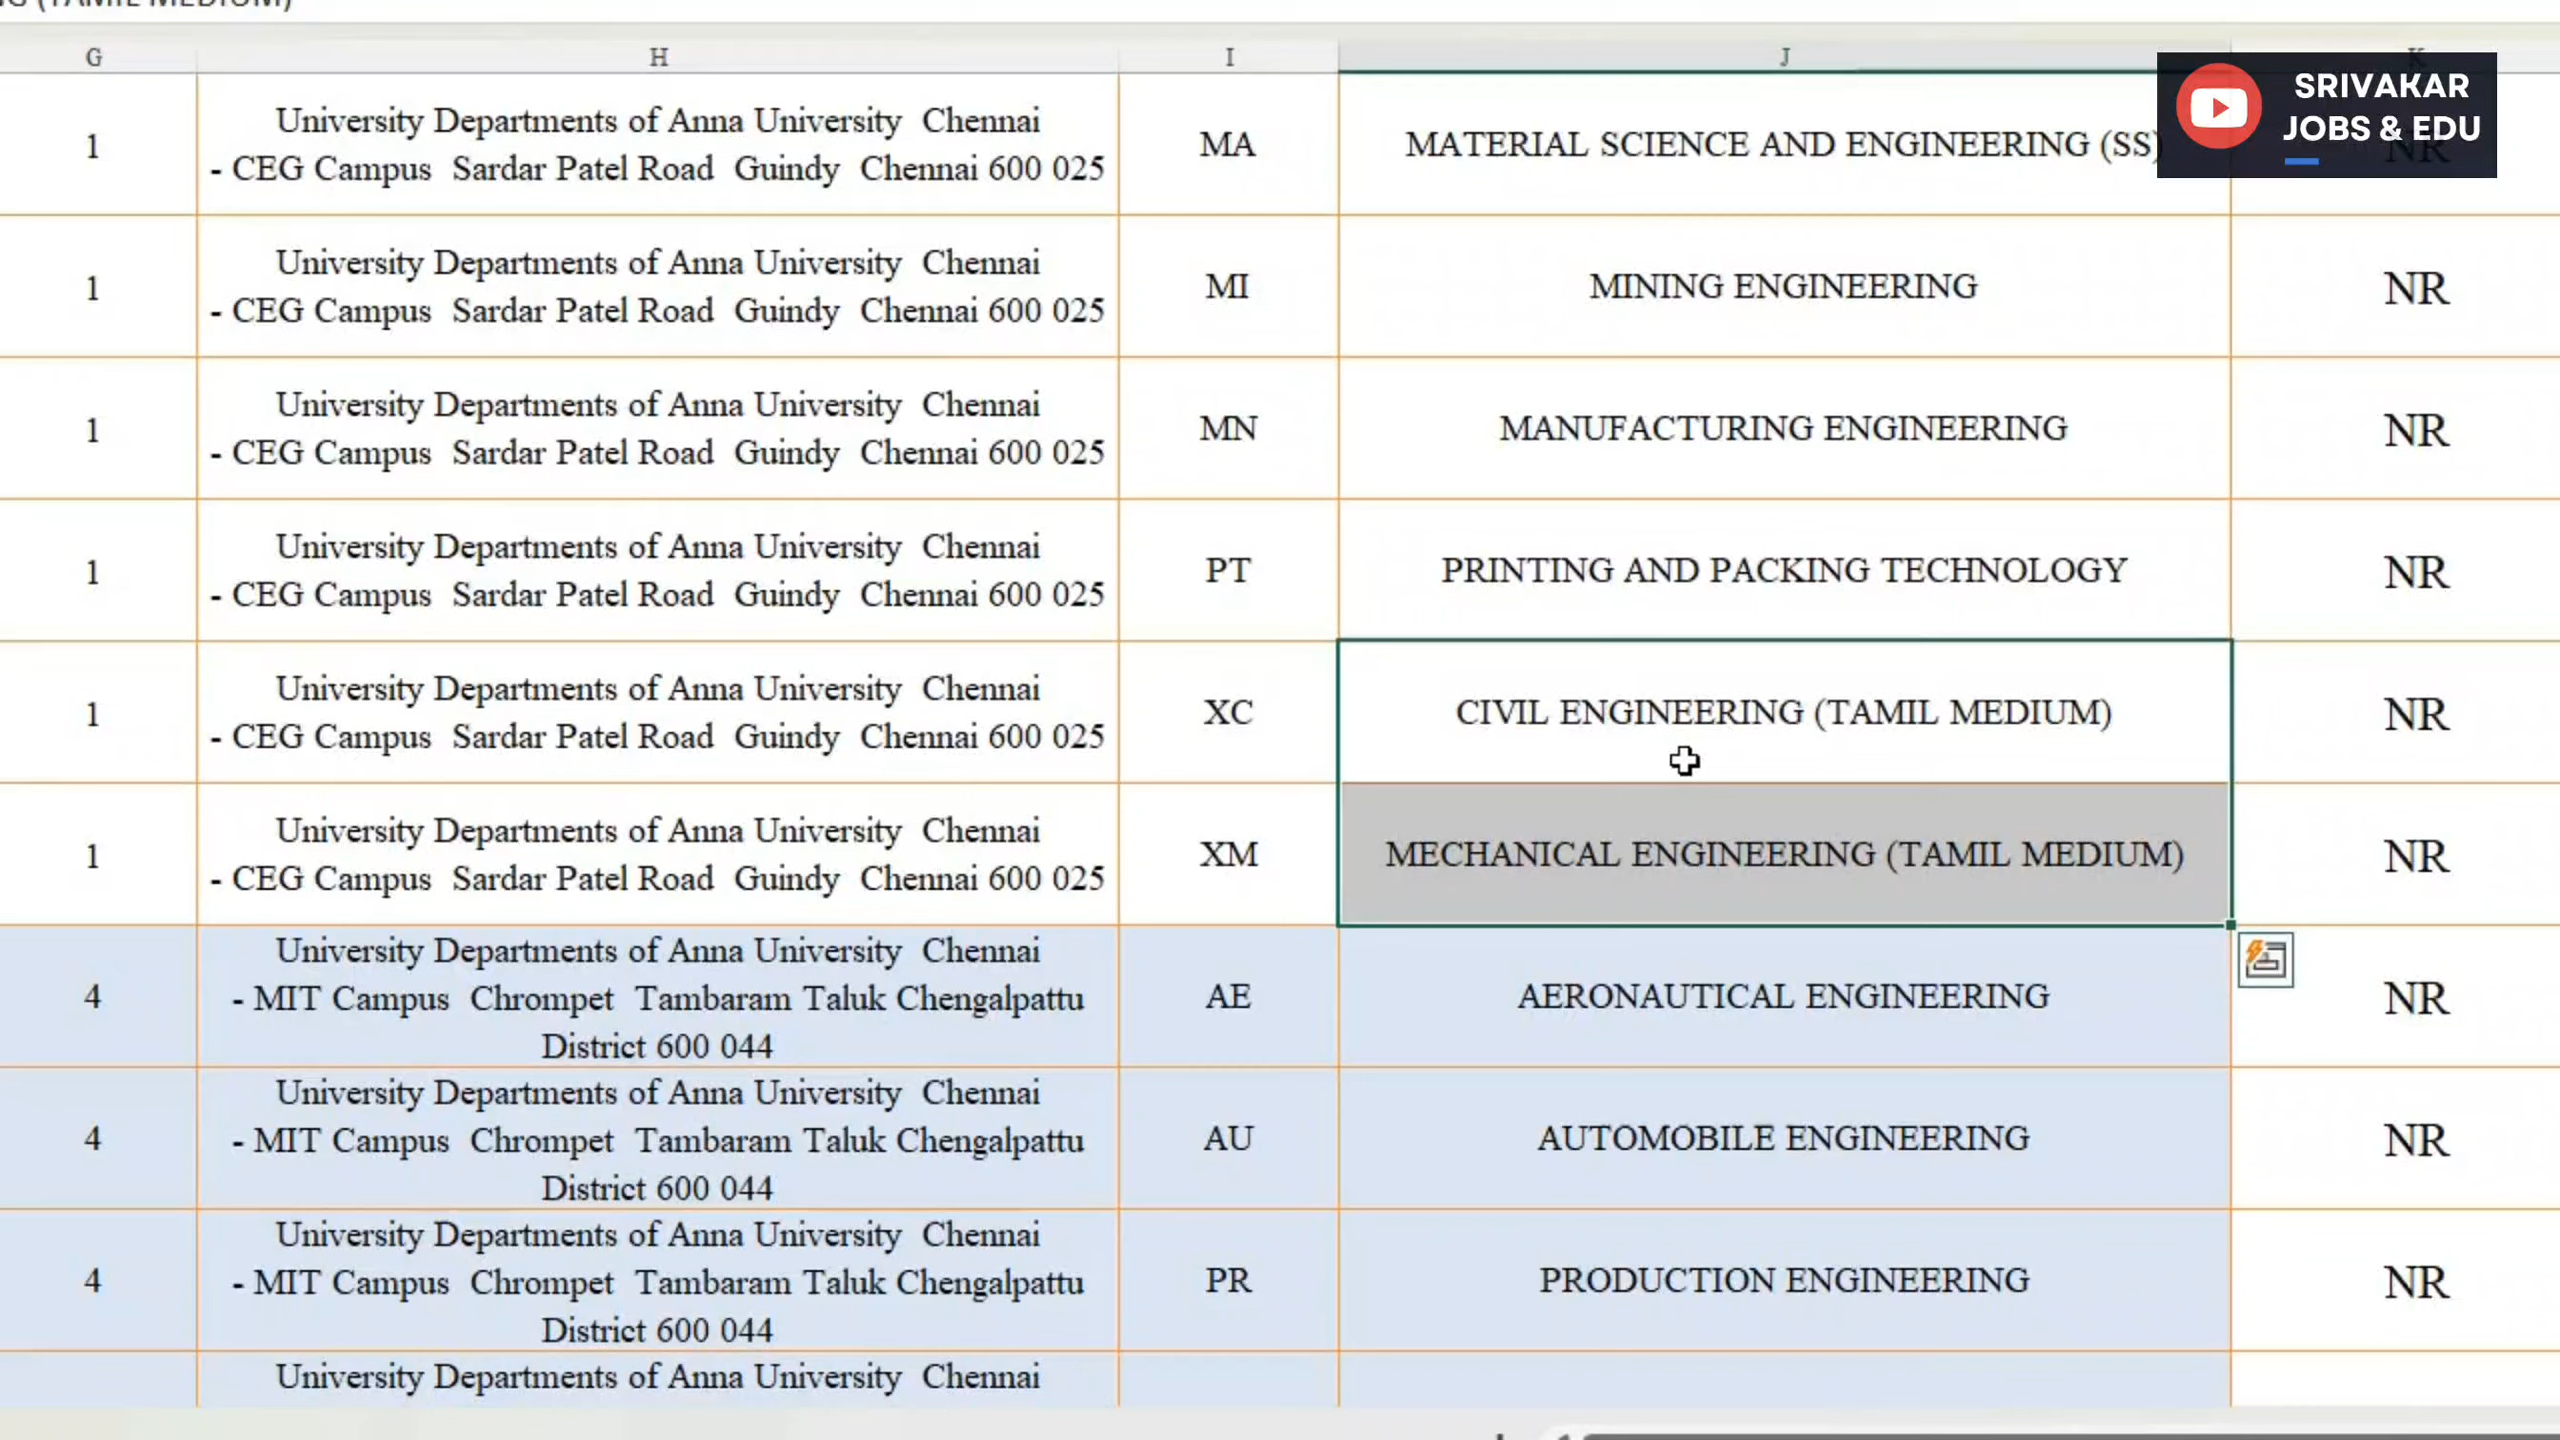 G (TAMIL MEDIUM)
G H I J K
SRIVAKAR
JOBS & EDU
1 University Departments of Anna University Chennai
- CEG Campus Sardar Patel Road Guindy Chennai 600 025 MA MATERIAL SCIENCE AND ENGINEERING (SS) NR
1 University Departments of Anna University Chennai
- CEG Campus Sardar Patel Road Guindy Chennai 600 025 MI MINING ENGINEERING NR
1 University Departments of Anna University Chennai
- CEG Campus Sardar Patel Road Guindy Chennai 600 025 MN MANUFACTURING ENGINEERING NR
1 University Departments of Anna University Chennai
- CEG Campus Sardar Patel Road Guindy Chennai 600 025 PT PRINTING AND PACKING TECHNOLOGY NR
1 University Departments of Anna University Chennai
- CEG Campus Sardar Patel Road Guindy Chennai 600 025 XC CIVIL ENGINEERING (TAMIL MEDIUM) NR
1 University Departments of Anna University Chennai
- CEG Campus Sardar Patel Road Guindy Chennai 600 025 XM MECHANICAL ENGINEERING (TAMIL MEDIUM) NR
4 University Departments of Anna University Chennai
- MIT Campus Chrompet Tambaram Taluk Chengalpattu
District 600 044 AE AERONAUTICAL ENGINEERING NR
4 University Departments of Anna University Chennai
- MIT Campus Chrompet Tambaram Taluk Chengalpattu
District 600 044 AU AUTOMOBILE ENGINEERING NR
4 University Departments of Anna University Chennai
- MIT Campus Chrompet Tambaram Taluk Chengalpattu
District 600 044 PR PRODUCTION ENGINEERING NR
University Departments of Anna University Chennai